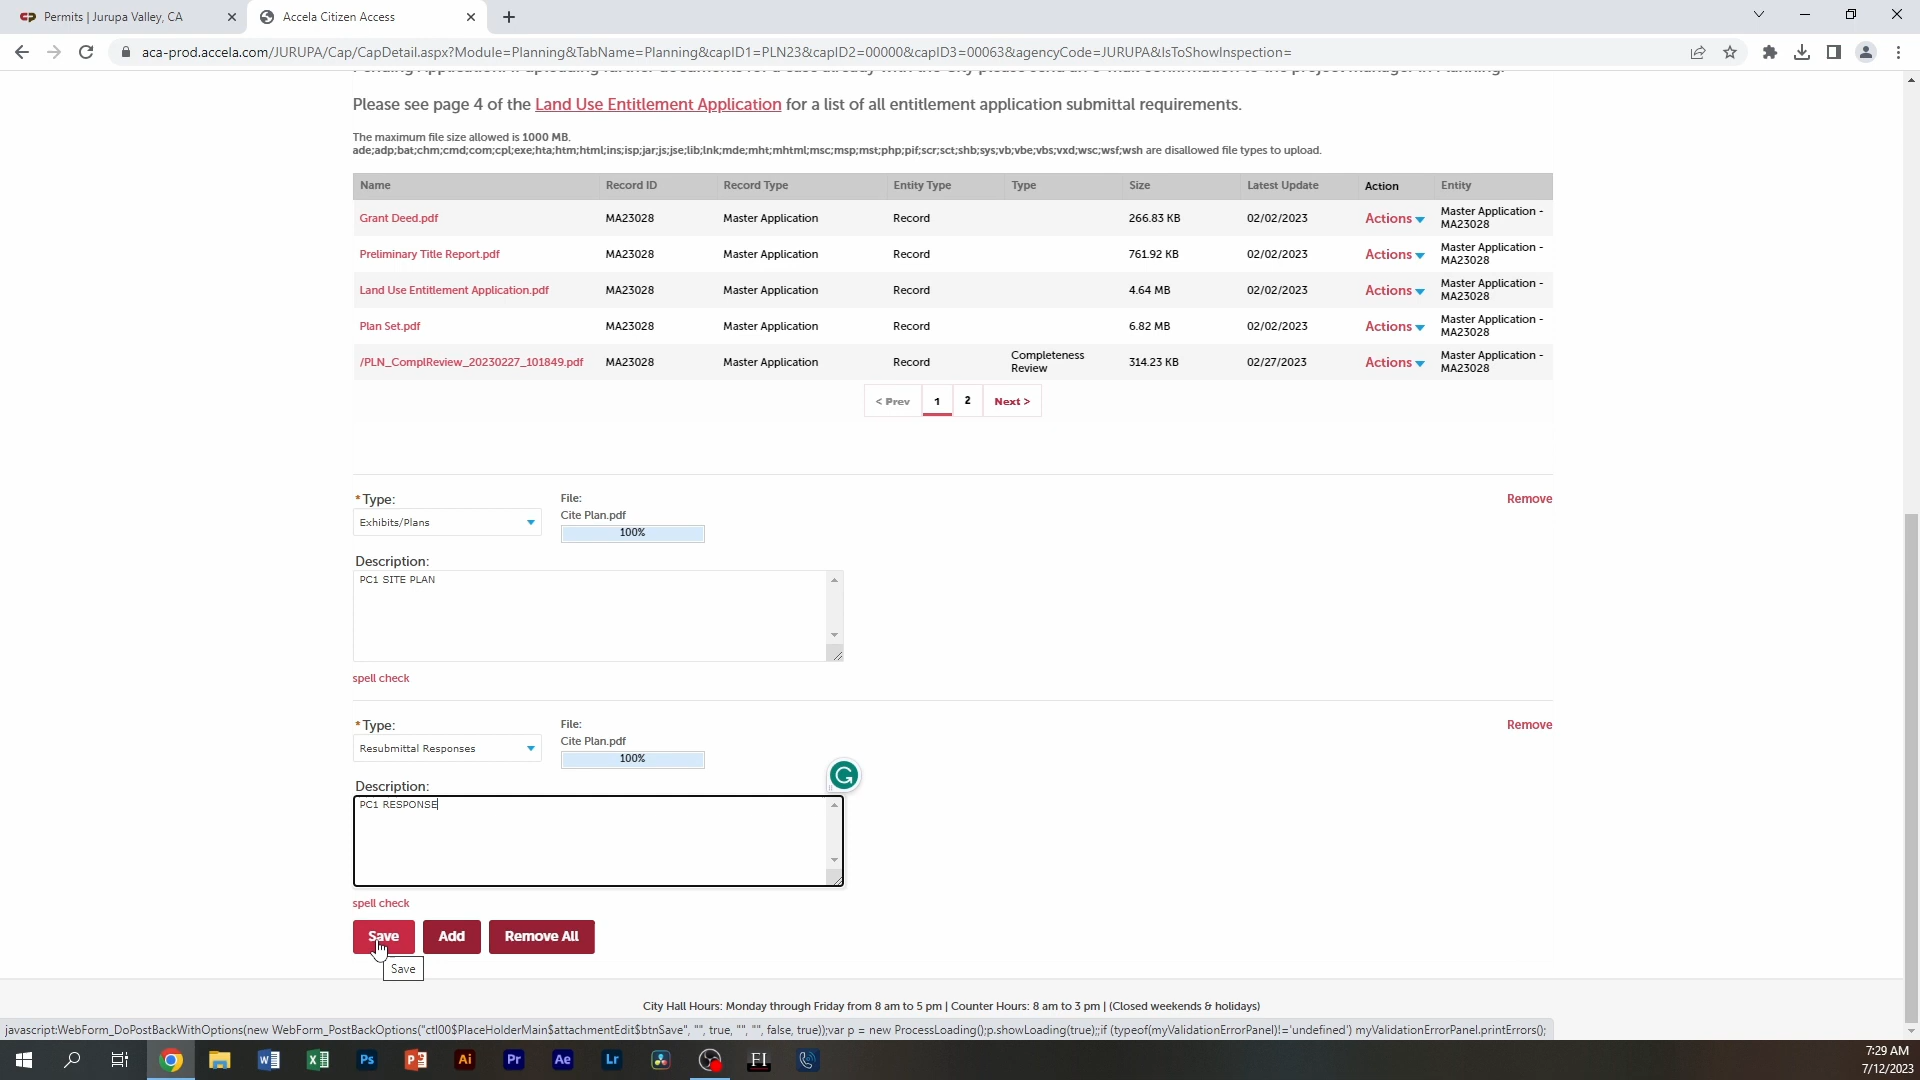 Permits | Jurupa Valley, CA
Accela Citizen Access
aca-prod.accela.com/JURUPA/Cap/CapDetail.aspx?Module=Planning&TabName=Planning&capID1=PLN23&capID2=00000&capID3=00063&agencyCode=JURUPA&IsToShowInspection=
Please see page 4 of the Land Use Entitlement Application for a list of all entitlement application submittal requirements.
The maximum file size allowed is 1000 MB.
ade;adp;bat;chm;cmd;com;cpl;exe;hta;htm;html;ins;isp;jar;js;jse;lib;lnk;mde;mht;mhtml;msc;msp;mst;php;pif;scr;sct;shb;sys;vb;vbe;vbs;vxd;wsc;wsf;wsh are disallowed file types to upload.
Name Record ID Record Type Entity Type Type Size Latest Update Action Entity
Grant Deed.pdf MA23028 Master Application Record 266.83 KB 02/02/2023 Actions Master Application - MA23028
Preliminary Title Report.pdf MA23028 Master Application Record 761.92 KB 02/02/2023 Actions Master Application - MA23028
Land Use Entitlement Application.pdf MA23028 Master Application Record 4.64 MB 02/02/2023 Actions Master Application - MA23028
Plan Set.pdf MA23028 Master Application Record 6.82 MB 02/02/2023 Actions Master Application - MA23028
/PLN_ComplReview_20230227_101849.pdf MA23028 Master Application Record Completeness Review 314.23 KB 02/27/2023 Actions Master Application - MA23028
< Prev 1 2 Next >
*Type: File: Remove
Exhibits/Plans Cite Plan.pdf
100%
Description:
PC1 SITE PLAN
spell check
*Type: File: Remove
Resubmittal Responses Cite Plan.pdf
100%
Description:
PC1 RESPONSE
spell check
Save Add Remove All
Save
City Hall Hours: Monday through Friday from 8 am to 5 pm | Counter Hours: 8 am to 3 pm | (Closed weekends & holidays)
javascript:WebForm_DoPostBackWithOptions(new WebForm_PostBackOptions("ctl00$PlaceHolderMain$attachmentEdit$btnSave", "", true, "", "", false, true));var p = new ProcessLoading();p.showLoading(true);;if (typeof(myValidationErrorPanel)!='undefined') myValidationErrorPanel.printErrors();
Ps Ai Pr Ae Lr FI
7:29 AM
7/12/2023